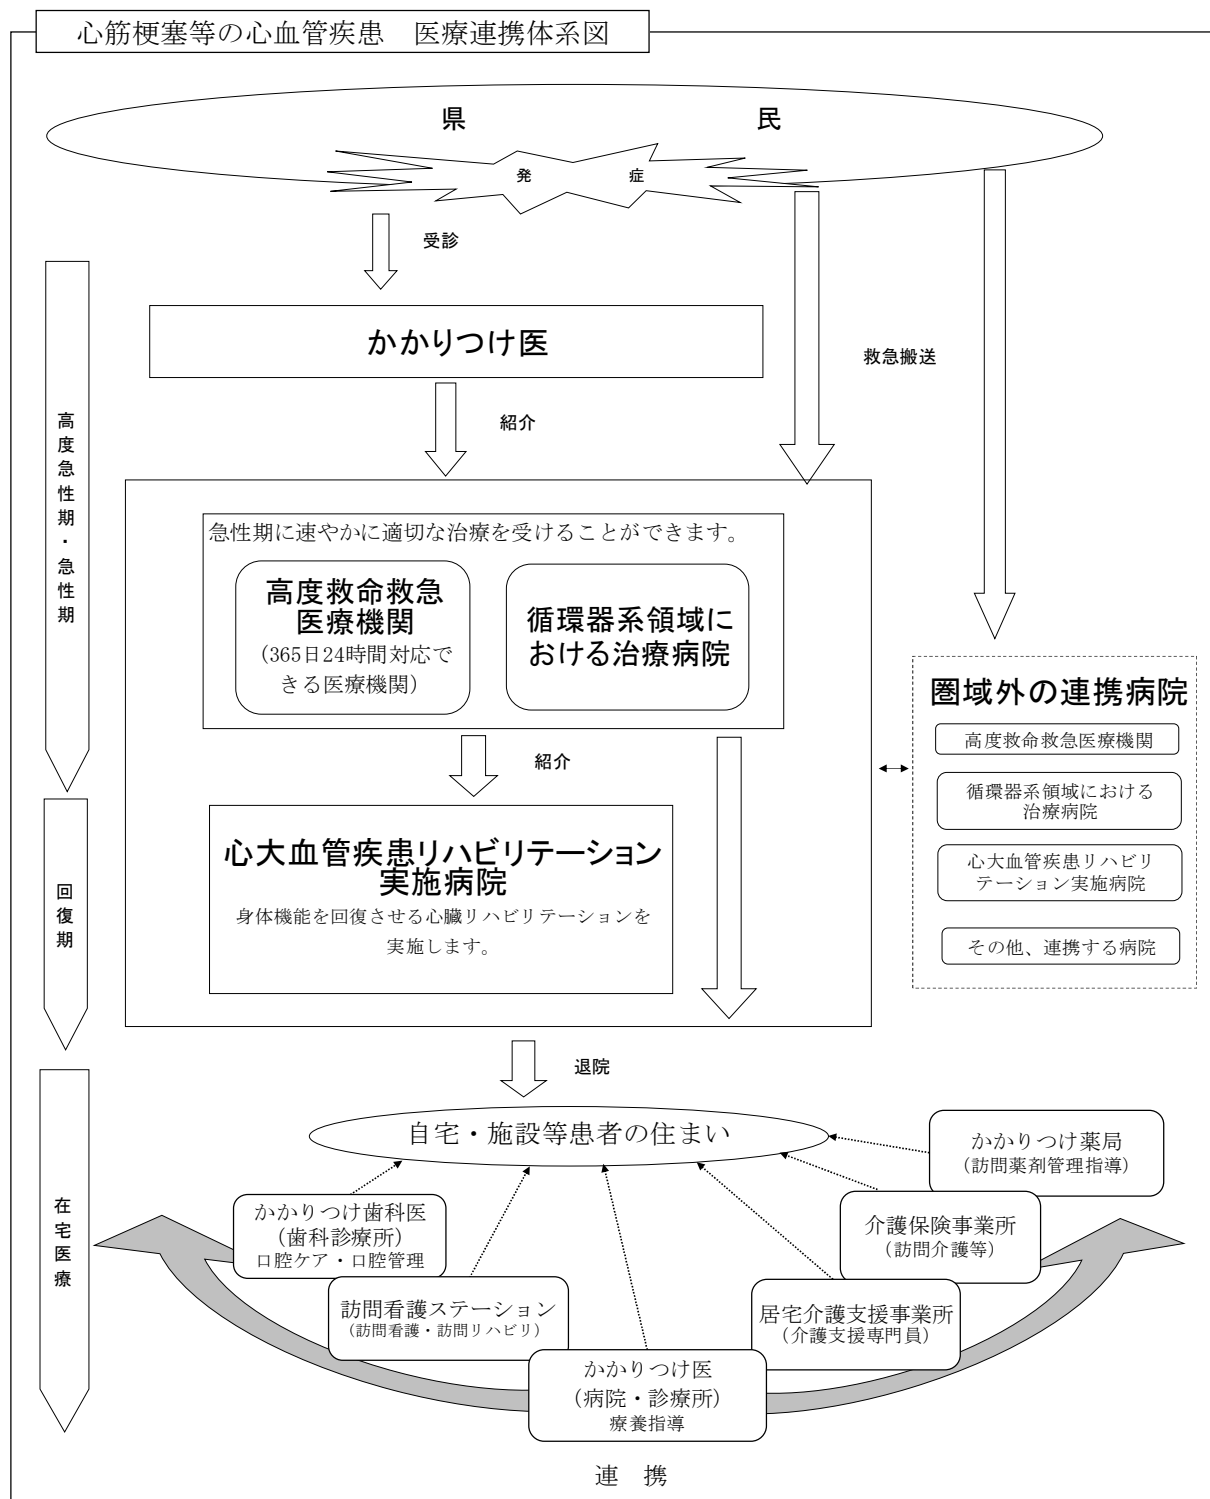 心筋梗塞等の心血管疾患　医療連携体系図
県　民
発　症
受診
かかりつけ医
救急搬送
紹介
高度急性期・急性期
急性期に速やかに適切な治療を受けることができます。
高度救命救急
医療機関
（365日24時間対応で
きる医療機関）
循環器系領域に
おける治療病院
圏域外の連携病院
高度救命救急医療機関
循環器系領域における
治療病院
心大血管疾患リハビリ
テーション実施病院
その他、連携する病院
紹介
回復期
心大血管疾患リハビリテーション
実施病院
身体機能を回復させる心臓リハビリテーションを
実施します。
退院
在宅医療
自宅・施設等患者の住まい
かかりつけ薬局
（訪問薬剤管理指導）
かかりつけ歯科医
（歯科診療所）
口腔ケア・口腔管理
介護保険事業所
（訪問介護等）
訪問看護ステーション
（訪問看護・訪問リハビリ）
居宅介護支援事業所
（介護支援専門員）
かかりつけ医
（病院・診療所）
療養指導
連　携